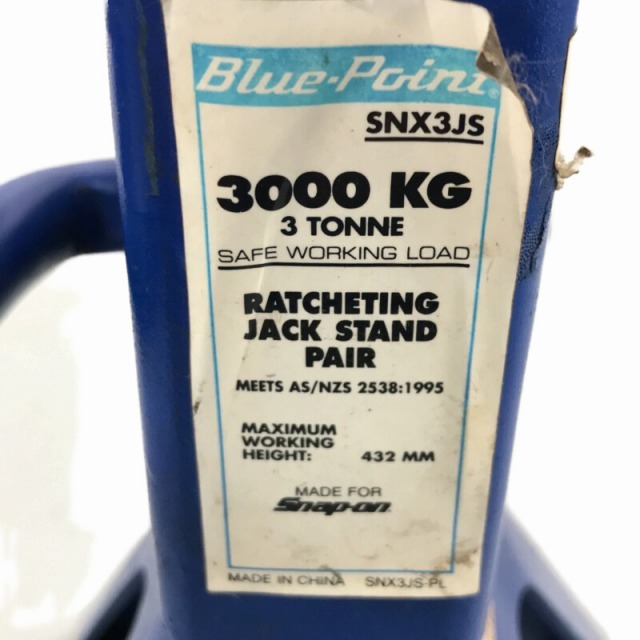 Blue-Point®
SNX3JS
3000 KG
3 TONNE
SAFE WORKING LOAD
RATCHETING
JACK STAND
PAIR
MEETS AS/NZS 2538:1995
MAXIMUM
WORKING
HEIGHT: 432 MM
MADE FOR
Snap-on
MADE IN CHINA SNX3JS-PL